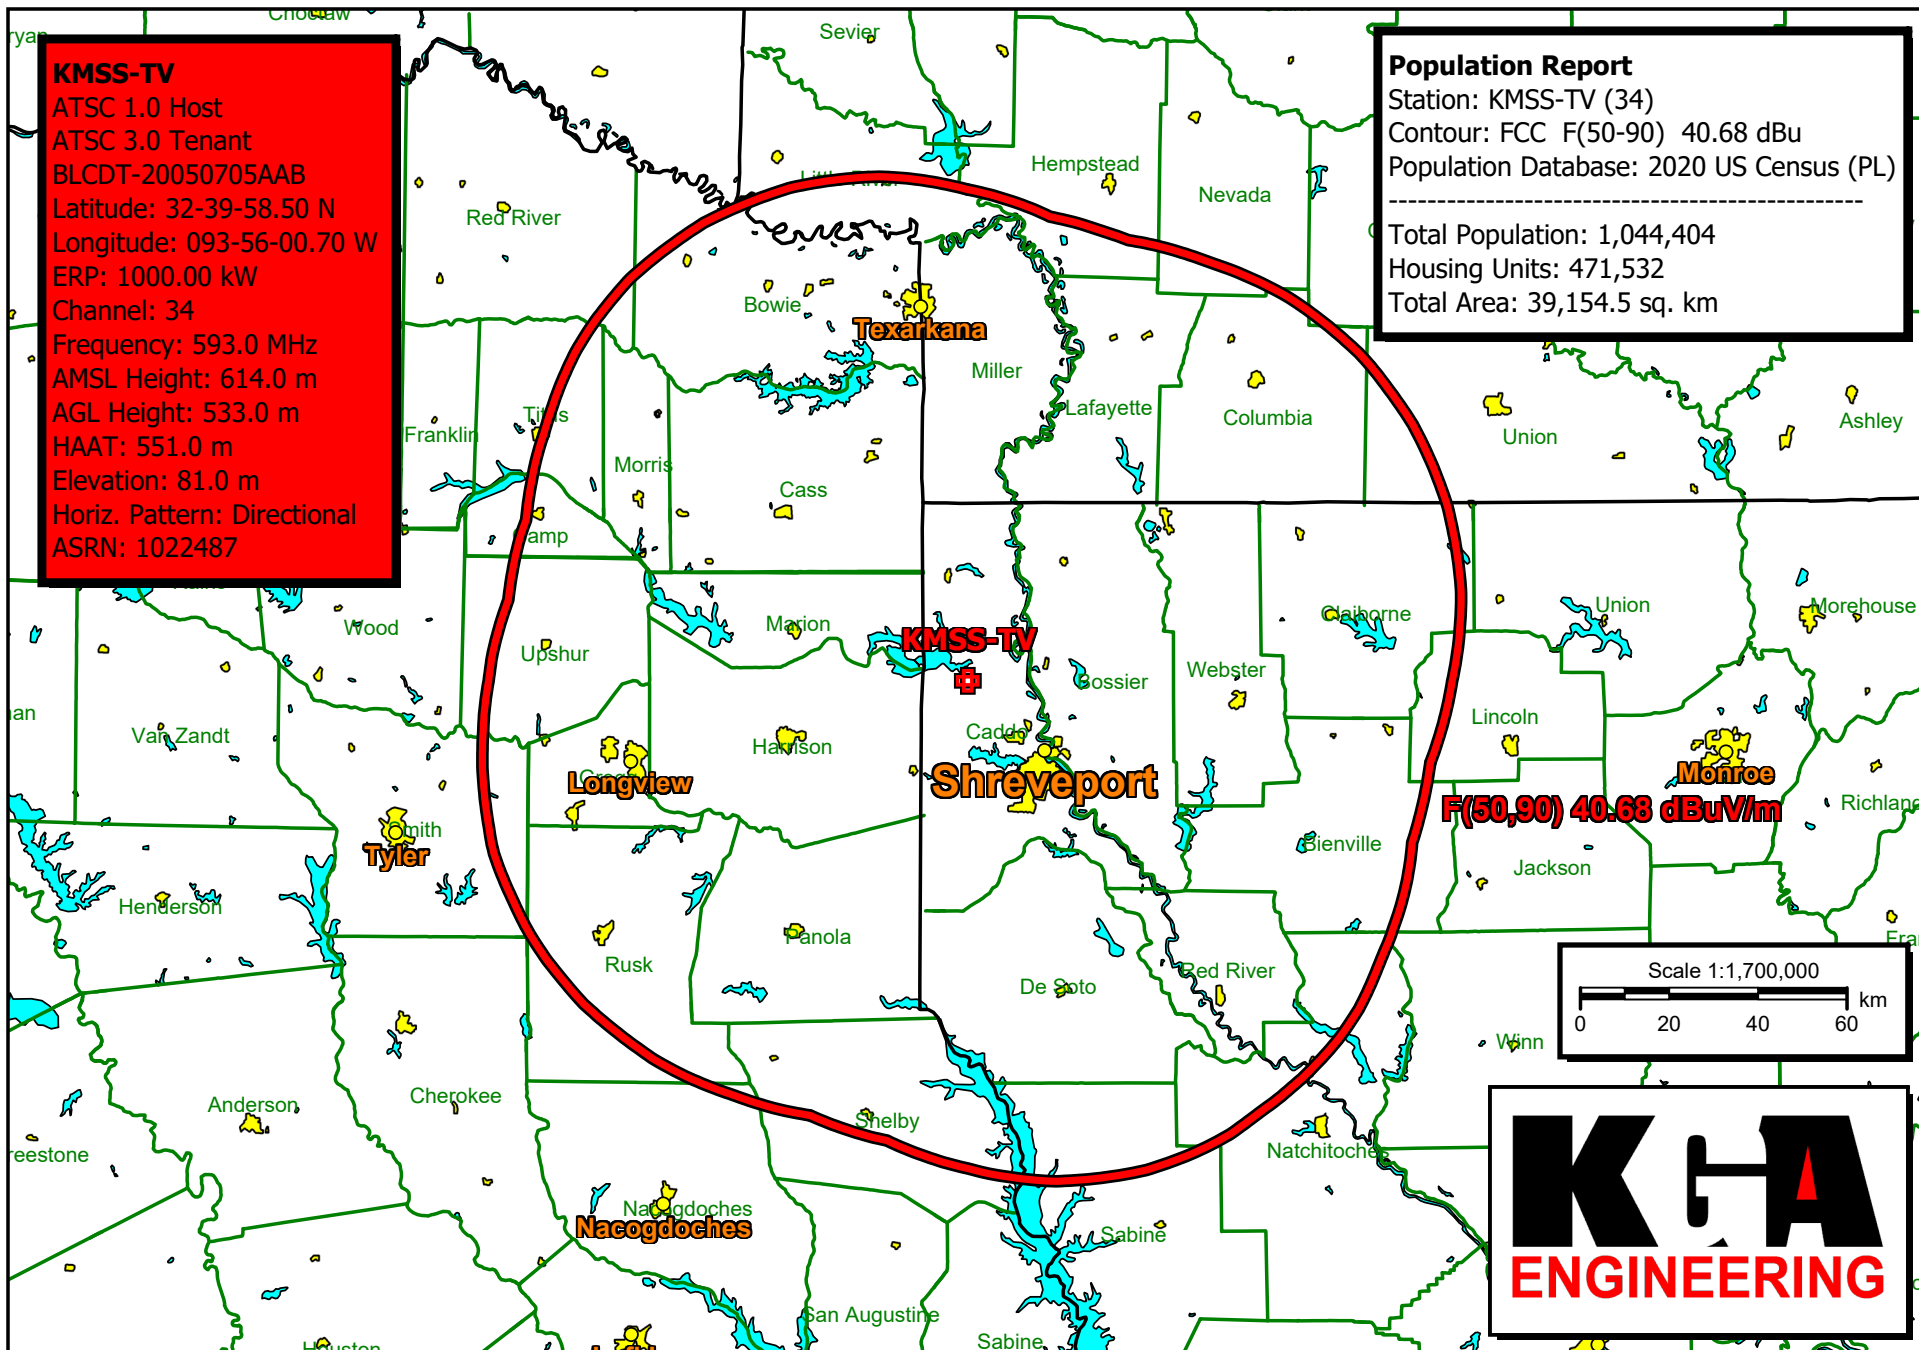 Choctaw
Sevier
KMSS-TV
ATSC 1.0 Host
ATSC 3.0 Tenant
BLCDT-20050705AAB
Latitude: 32-39-58.50 N
Longitude: 093-56-00.70 W
ERP: 1000.00 kW
Channel: 34
Frequency: 593.0 MHz
AMSL Height: 614.0 m
AGL Height: 533.0 m
HAAT: 551.0 m
Elevation: 81.0 m
Horiz. Pattern: Directional
ASRN: 1022487
Population Report
Station: KMSS-TV (34)
Contour: FCC F(50-90) 40.68 dBu
Population Database: 2020 US Census (PL)
-----------------------------------------------------
Total Population: 1,044,404
Housing Units: 471,532
Total Area: 39,154.5 sq. km
Little River
Hempstead
Nevada
Red River
Bowie
Texarkana
Miller
Lafayette
Columbia
Union
Ashley
Titus
Franklin
Morris
Cass
Camp
Wood
Upshur
Marion
KMSS-TV
Claiborne
Union
Morehouse
Van Zandt
Harrison
Caddo
Bossier
Webster
Lincoln
Gregg
Longview
Shreveport
Monroe
F(50,90) 40.68 dBuV/m
Richland
Smith
Tyler
Bienville
Jackson
Henderson
Rusk
Panola
De Soto
Red River
Scale 1:1,700,000
km
0 20 40 60
Winn
Anderson
Cherokee
Shelby
Natchitoches
reestone
Nacogdoches
Nacogdoches
Sabine
San Augustine
Sabine
Houston
KGA
ENGINEERING